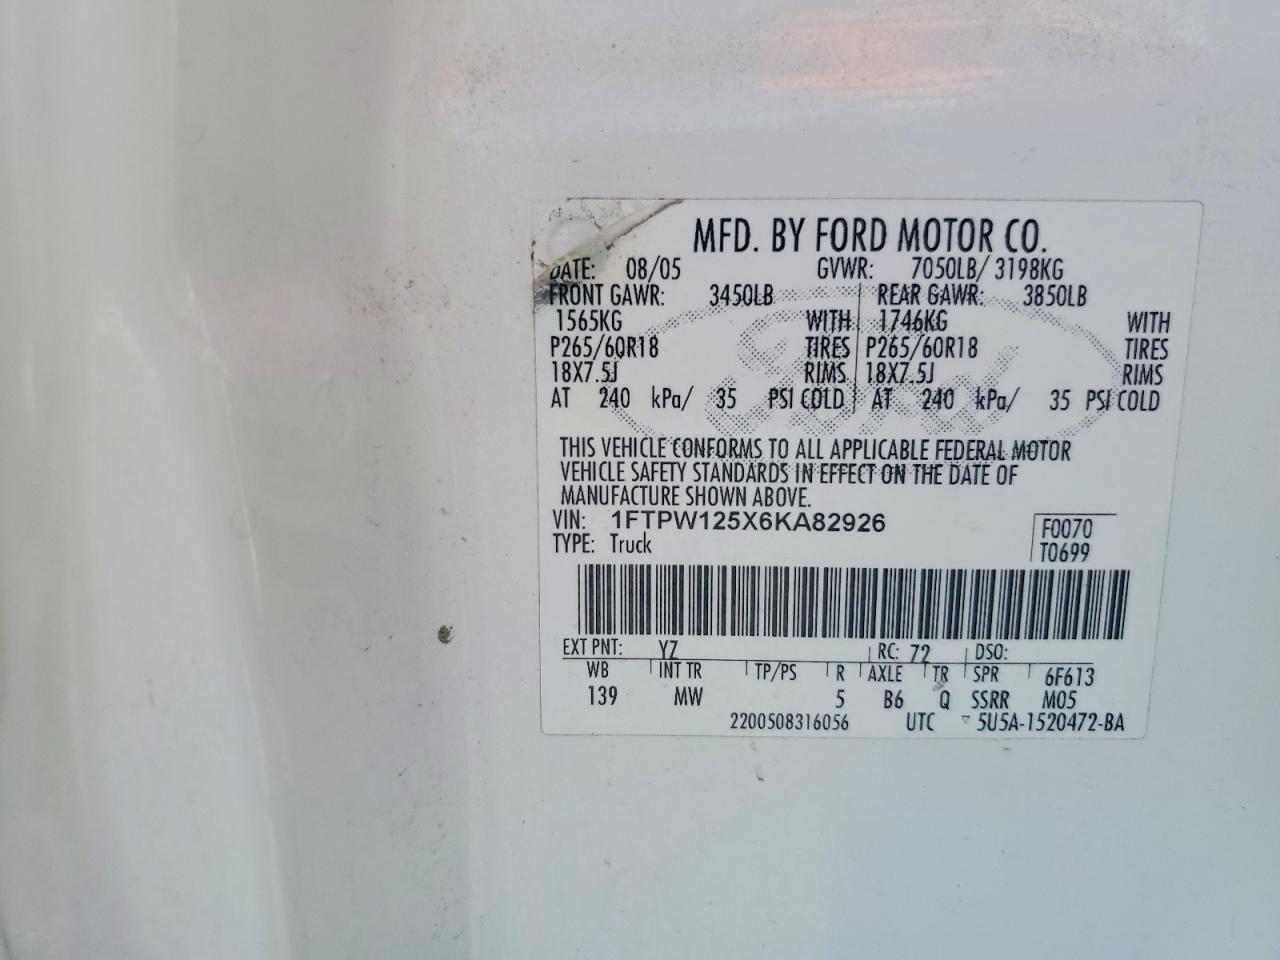 MFD. BY FORD MOTOR CO.
DATE: 08/05 GVWR: 7050LB/ 3198KG
FRONT GAWR: 3450LB REAR GAWR: 3850LB
1565KG WITH 1746KG WITH
P265/60R18 TIRES P265/60R18 TIRES
18X7.5J RIMS 18X7.5J RIMS
AT 240 kPa/ 35 PSI COLD AT 240 kPa/ 35 PSI COLD
Ford
THIS VEHICLE CONFORMS TO ALL APPLICABLE FEDERAL MOTOR
VEHICLE SAFETY STANDARDS IN EFFECT ON THE DATE OF
MANUFACTURE SHOWN ABOVE.
VIN: 1FTPW125X6KA82926 F0070
TYPE: Truck T0699
EXT PNT: YZ RC: 72 DSO:
WB INT TR TP/PS R AXLE TR SPR 6F613
139 MW 5 B6 Q SSRR M05
2200508316056 UTC ▽ 5U5A-1520472-BA